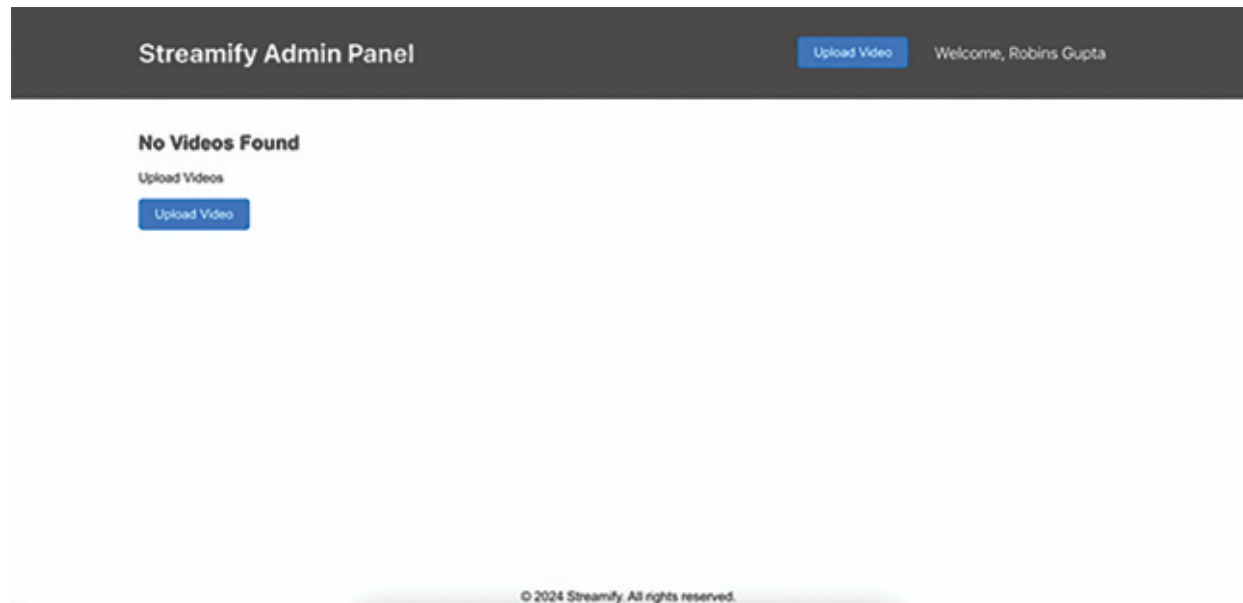 Streamify Admin Panel
Upload Video
Welcome, Robins Gupta
No Videos Found
Upload Videos
Upload Video
© 2024 Streamify. All rights reserved.